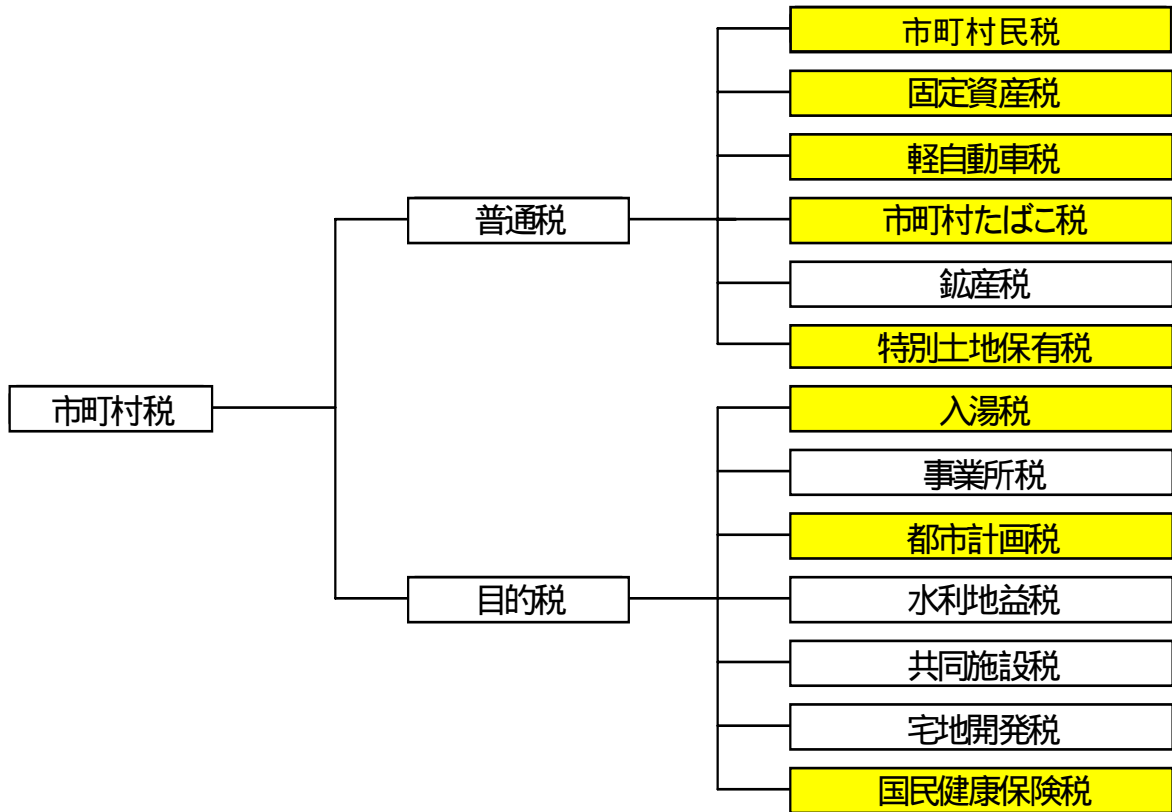 市町村税
普通税
市町村民税
固定資産税
軽自動車税
市町村たばこ税
鉱産税
特別土地保有税
目的税
入湯税
事業所税
都市計画税
水利地益税
共同施設税
宅地開発税
国民健康保険税